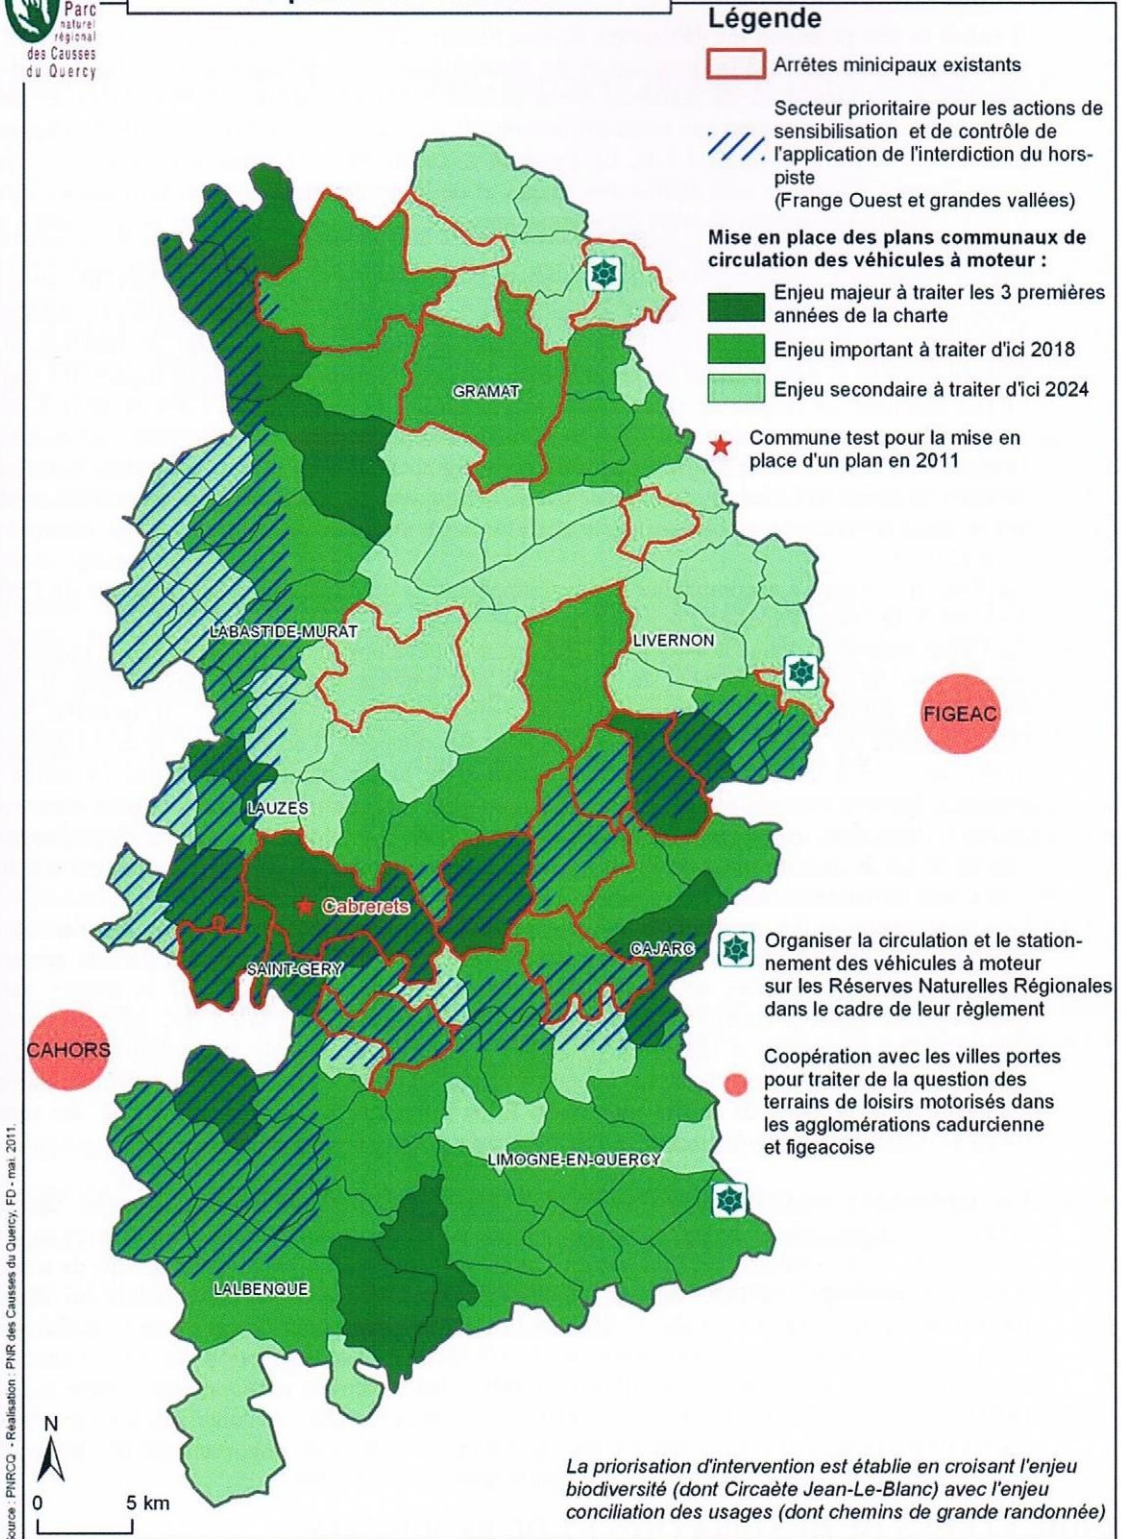 Parc
naturel
régional
des Causses
du Quercy
Légende
Arrêtes minicipaux existants
Secteur prioritaire pour les actions de
sensibilisation et de contrôle de
l'application de l'interdiction du hors-
piste
(Frange Ouest et grandes vallées)
Mise en place des plans communaux de
circulation des véhicules à moteur :
Enjeu majeur à traiter les 3 premières
années de la charte
Enjeu important à traiter d'ici 2018
Enjeu secondaire à traiter d'ici 2024
Commune test pour la mise en
place d'un plan en 2011
GRAMAT
LABASTIDE-MURAT
LIVERNON
FIGEAC
LAUZES
Cabrerets
CAJARC
SAINT-GERY
CAHORS
LIMOGNE-EN-QUERCY
LALBENQUE
Organiser la circulation et le station-
nement des véhicules à moteur
sur les Réserves Naturelles Régionales
dans le cadre de leur règlement
Coopération avec les villes portes
pour traiter de la question des
terrains de loisirs motorisés dans
les agglomérations cadurcienne
et figeacoise
Source : PNRCQ - Réalisation : PNR des Causses du Quercy, FD - mai. 2011.
N
0 5 km
La priorisation d'intervention est établie en croisant l'enjeu
biodiversité (dont Circaète Jean-Le-Blanc) avec l'enjeu
conciliation des usages (dont chemins de grande randonnée)